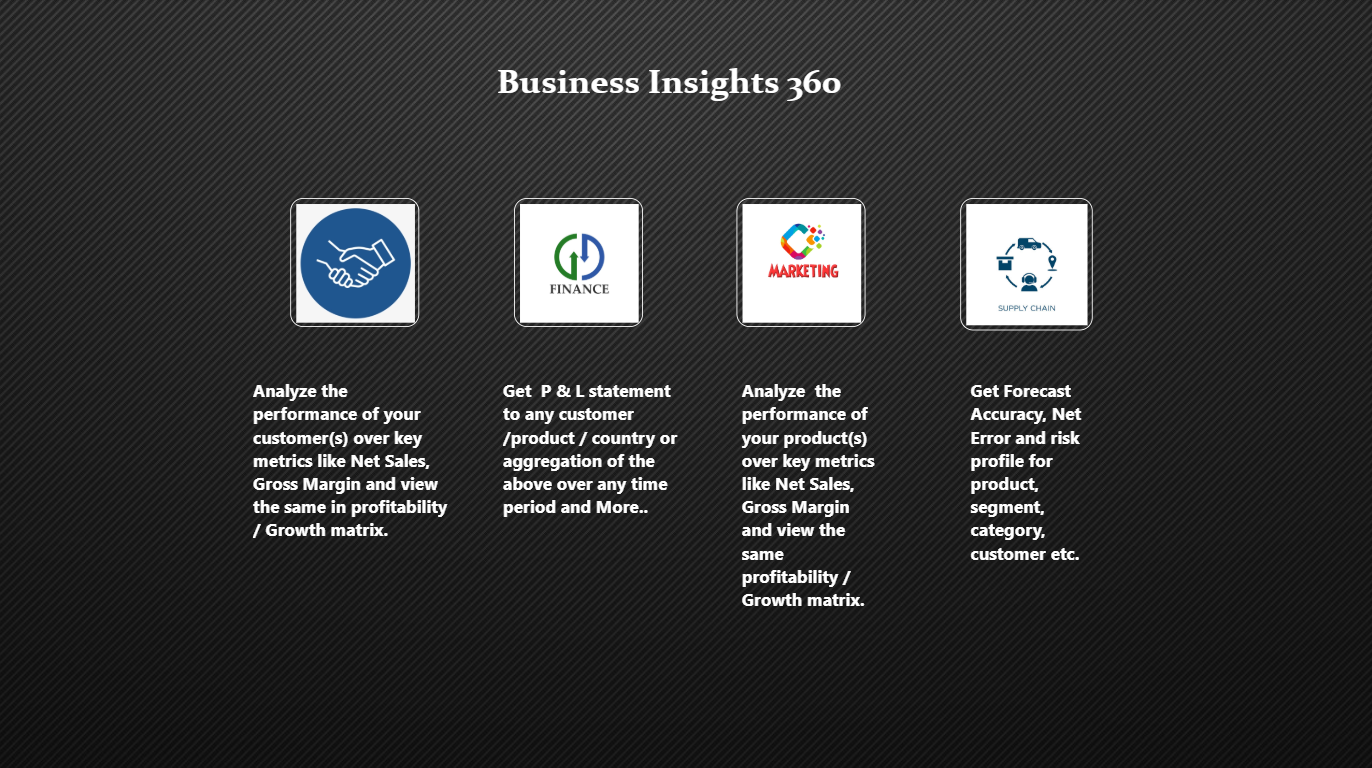 Business Insights 360
FINANCE
MARKETING
SUPPLY CHAIN
Analyze the
performance of your
customer(s) over key
metrics like Net Sales,
Gross Margin and view
the same in profitability
/ Growth matrix.
Get  P & L statement
to any customer
/product / country or
aggregation of the
above over any time
period and More..
Analyze  the
performance of
your product(s)
over key metrics
like Net Sales,
Gross Margin
and view the
same
profitability /
Growth matrix.
Get Forecast
Accuracy, Net
Error and risk
profile for
product,
segment,
category,
customer etc.